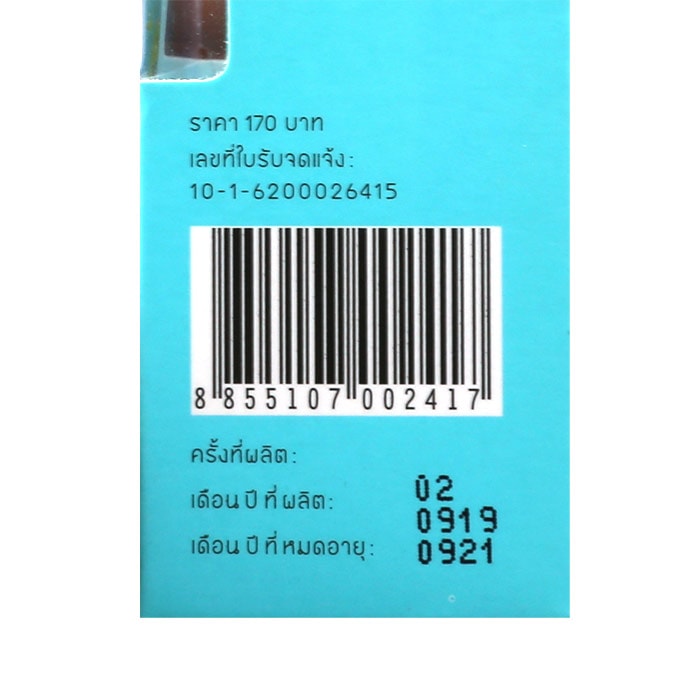 ราคา 170 บาท
เลขที่ใบรับจดแจ้ง:
10-1-6200026415
8 855107 002417
ครั้งที่ผลิต: 02
เดือน ปี ที่ ผลิต: 0919
เดือน ปี ที่ หมดอายุ: 0921